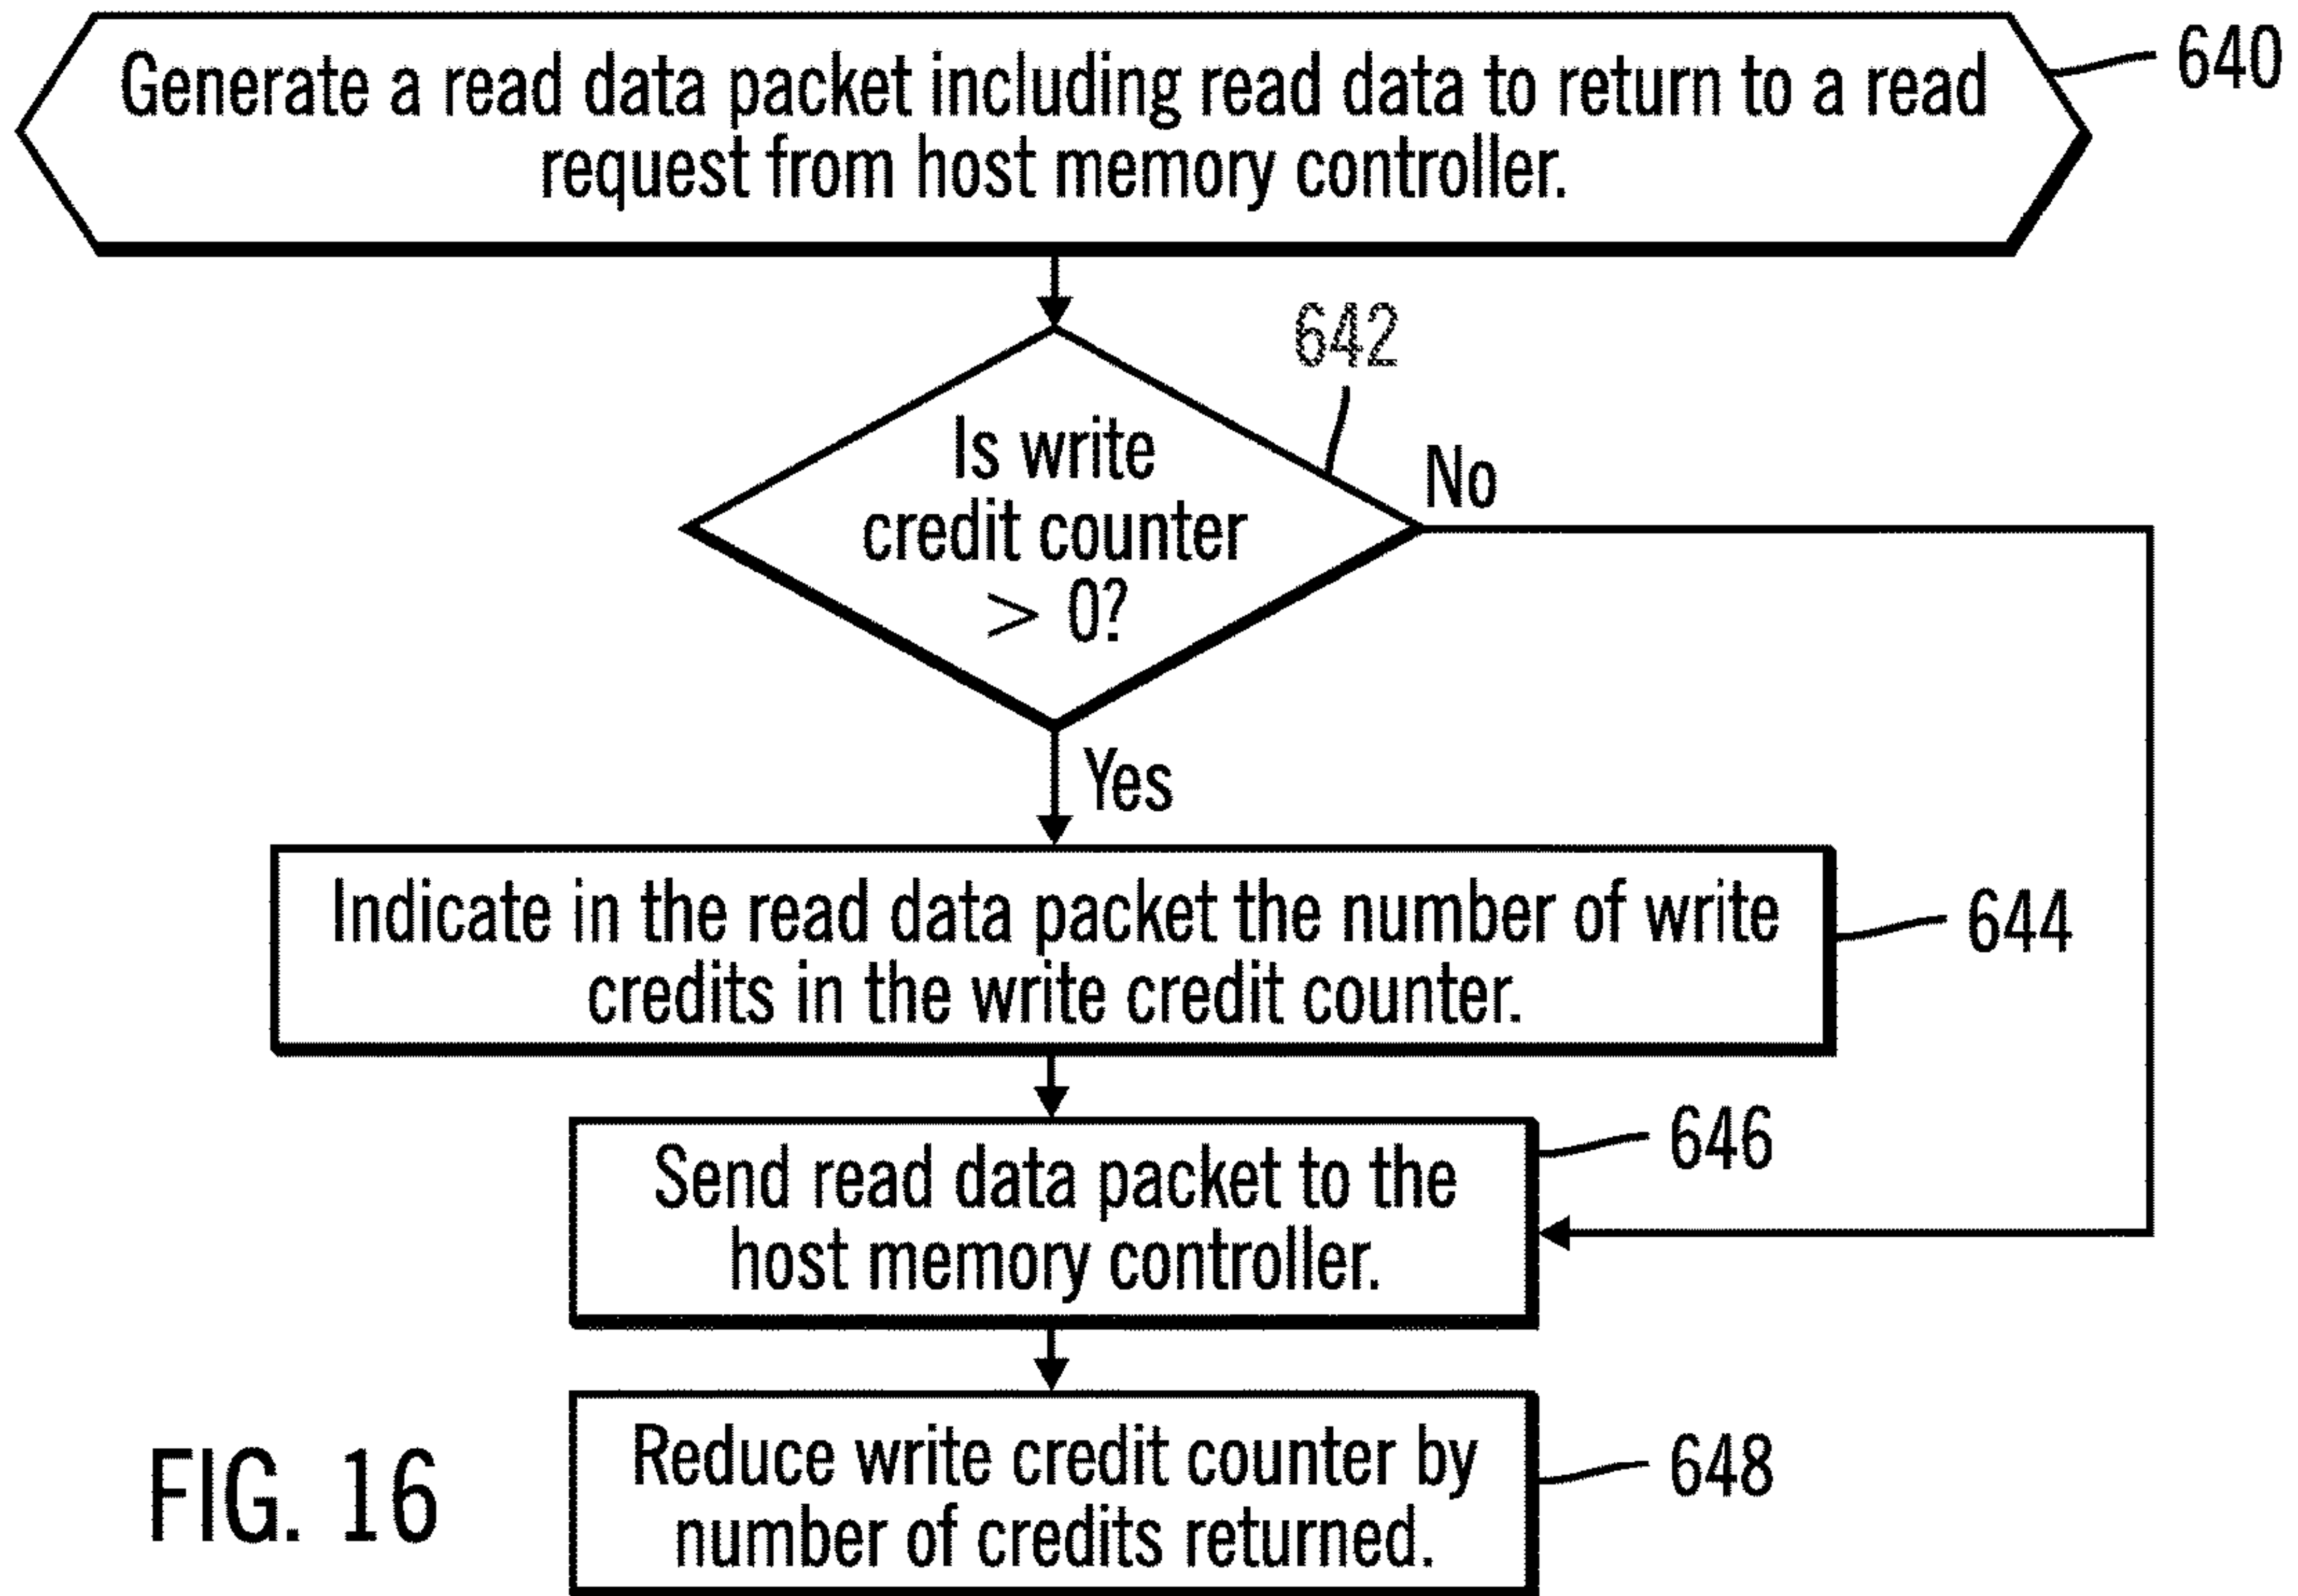 Generate a read data packet including read data to return to a read
request from host memory controller.
640
642
Is write
credit counter
> 0?
No
Yes
Indicate in the read data packet the number of write
credits in the write credit counter.
644
Send read data packet to the
host memory controller.
646
Reduce write credit counter by
number of credits returned.
648
FIG. 16